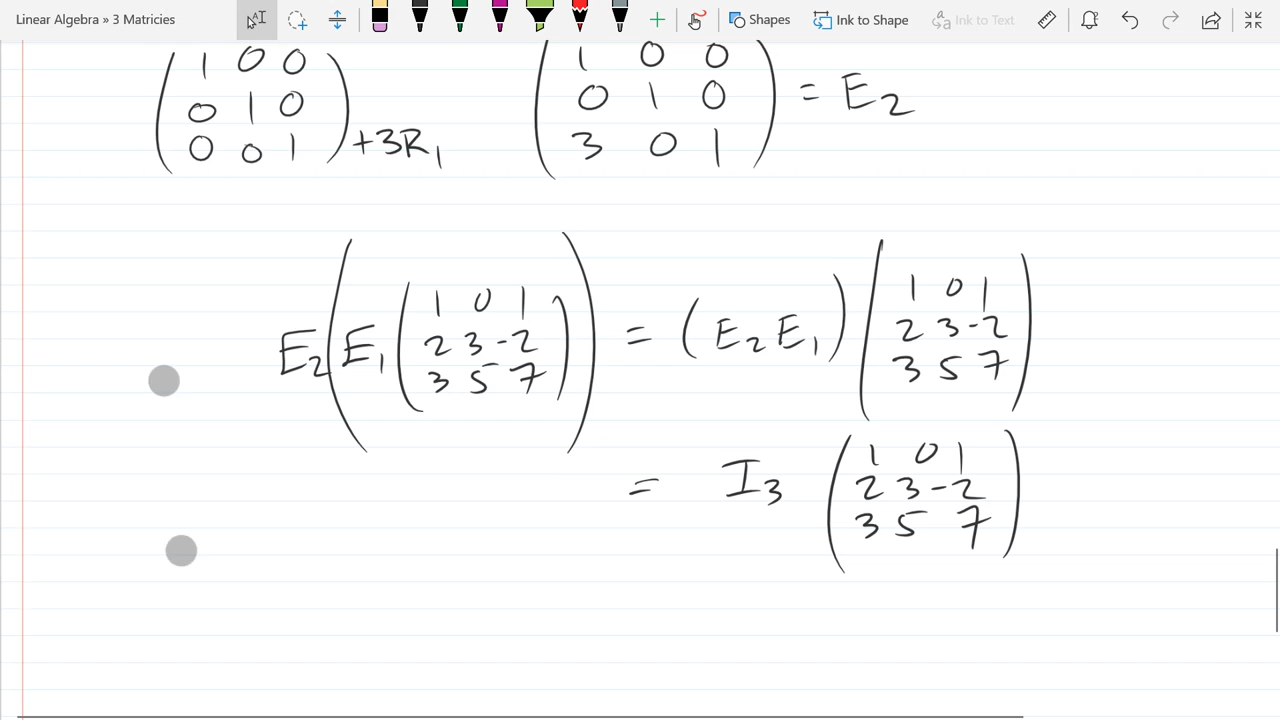 Linear Algebra » 3 Matricies
Shapes
Ink to Shape
Ink to Text
1 0 0
0 1 0
0 0 1 +3R1
1 0 0
0 1 0
3 0 1
= E2
E2(E1(
1 0 1
2 3 -2
3 5 7
)) = (E2 E1)(
1 0 1
2 3 -2
3 5 7
)
= I3 (
1 0 1
2 3 -2
3 5 7
)